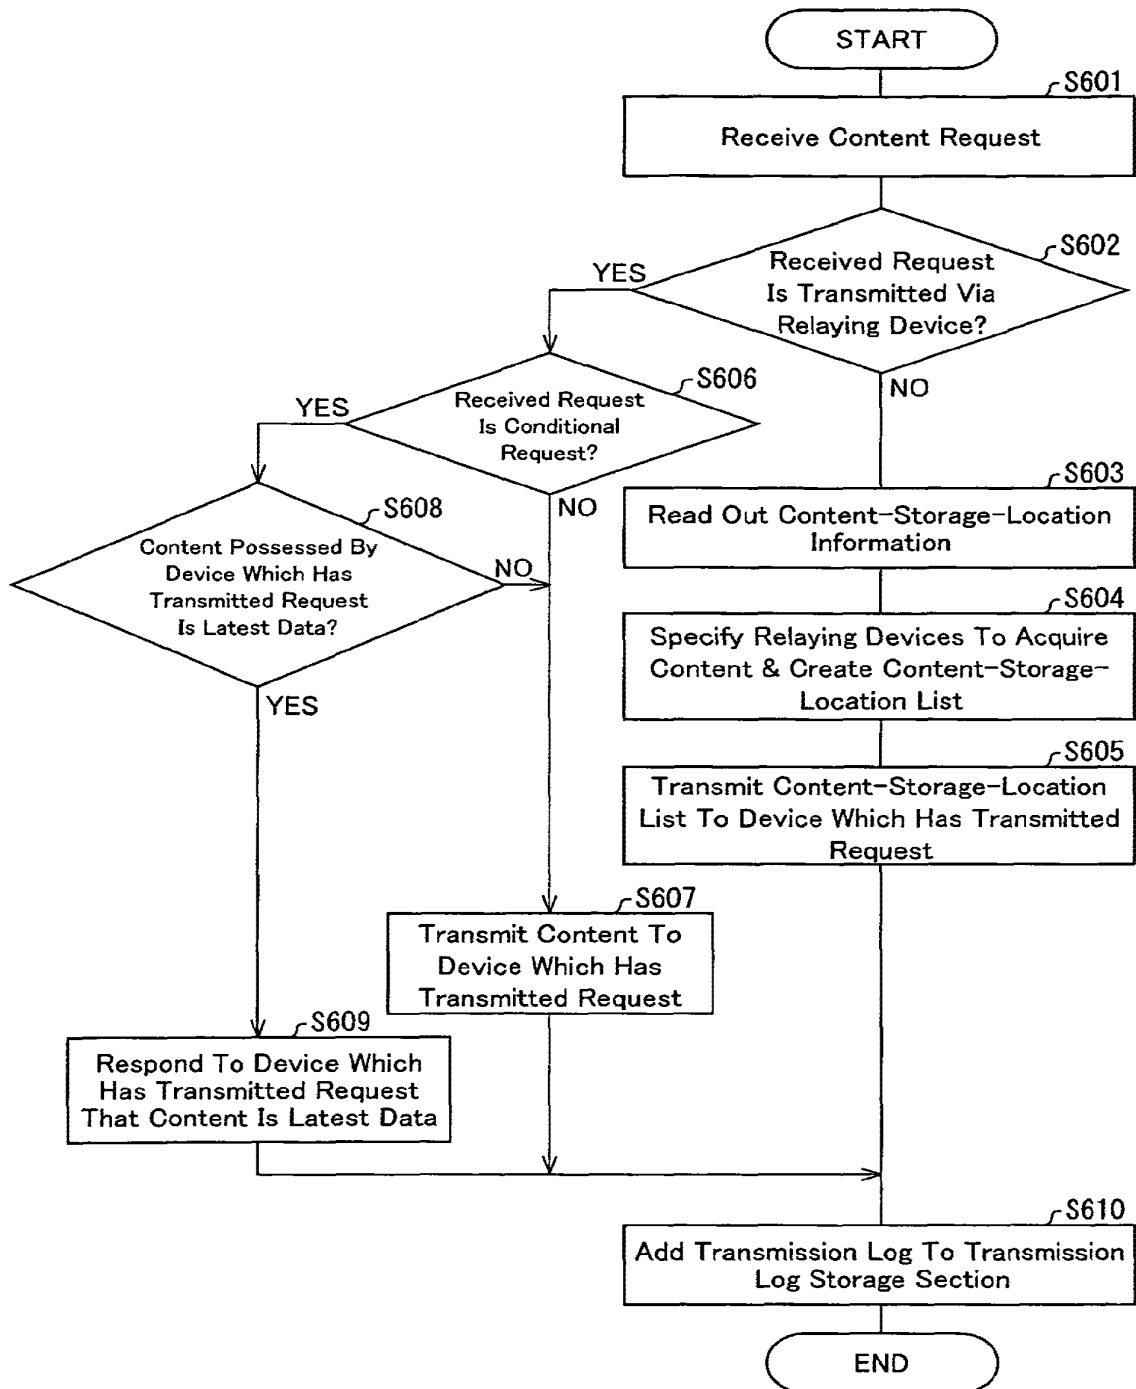 START
S601
Receive Content Request
S602
Received Request
Is Transmitted Via
Relaying Device?
YES
NO
S606
Received Request
Is Conditional
Request?
YES
NO
S603
Read Out Content-Storage-Location
Information
S608
Content Possessed By
Device Which Has
Transmitted Request
Is Latest Data?
NO
YES
S604
Specify Relaying Devices To Acquire
Content & Create Content-Storage-
Location List
S605
Transmit Content-Storage-Location
List To Device Which Has Transmitted
Request
S607
Transmit Content To
Device Which Has
Transmitted Request
S609
Respond To Device Which
Has Transmitted Request
That Content Is Latest Data
S610
Add Transmission Log To Transmission
Log Storage Section
END